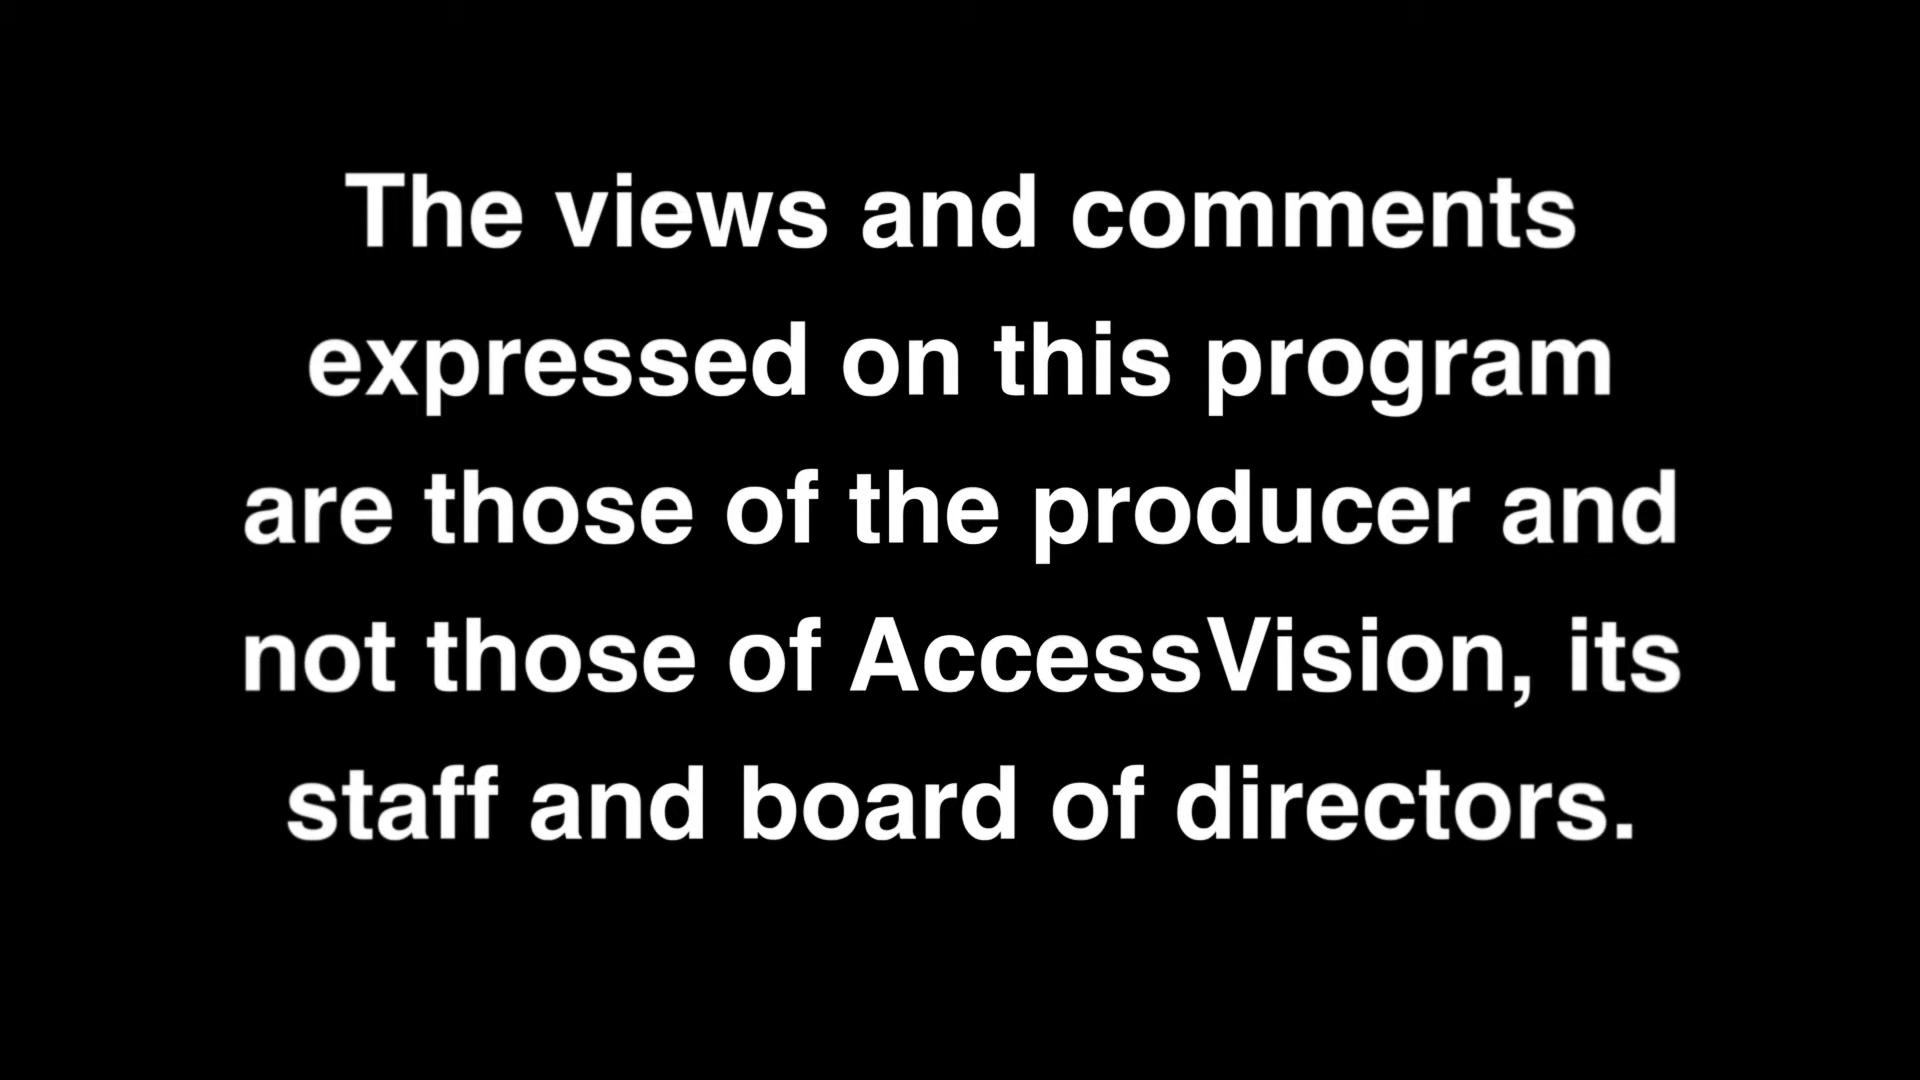 The views and comments
expressed on this program
are those of the producer and
not those of AccessVision, its
staff and board of directors.